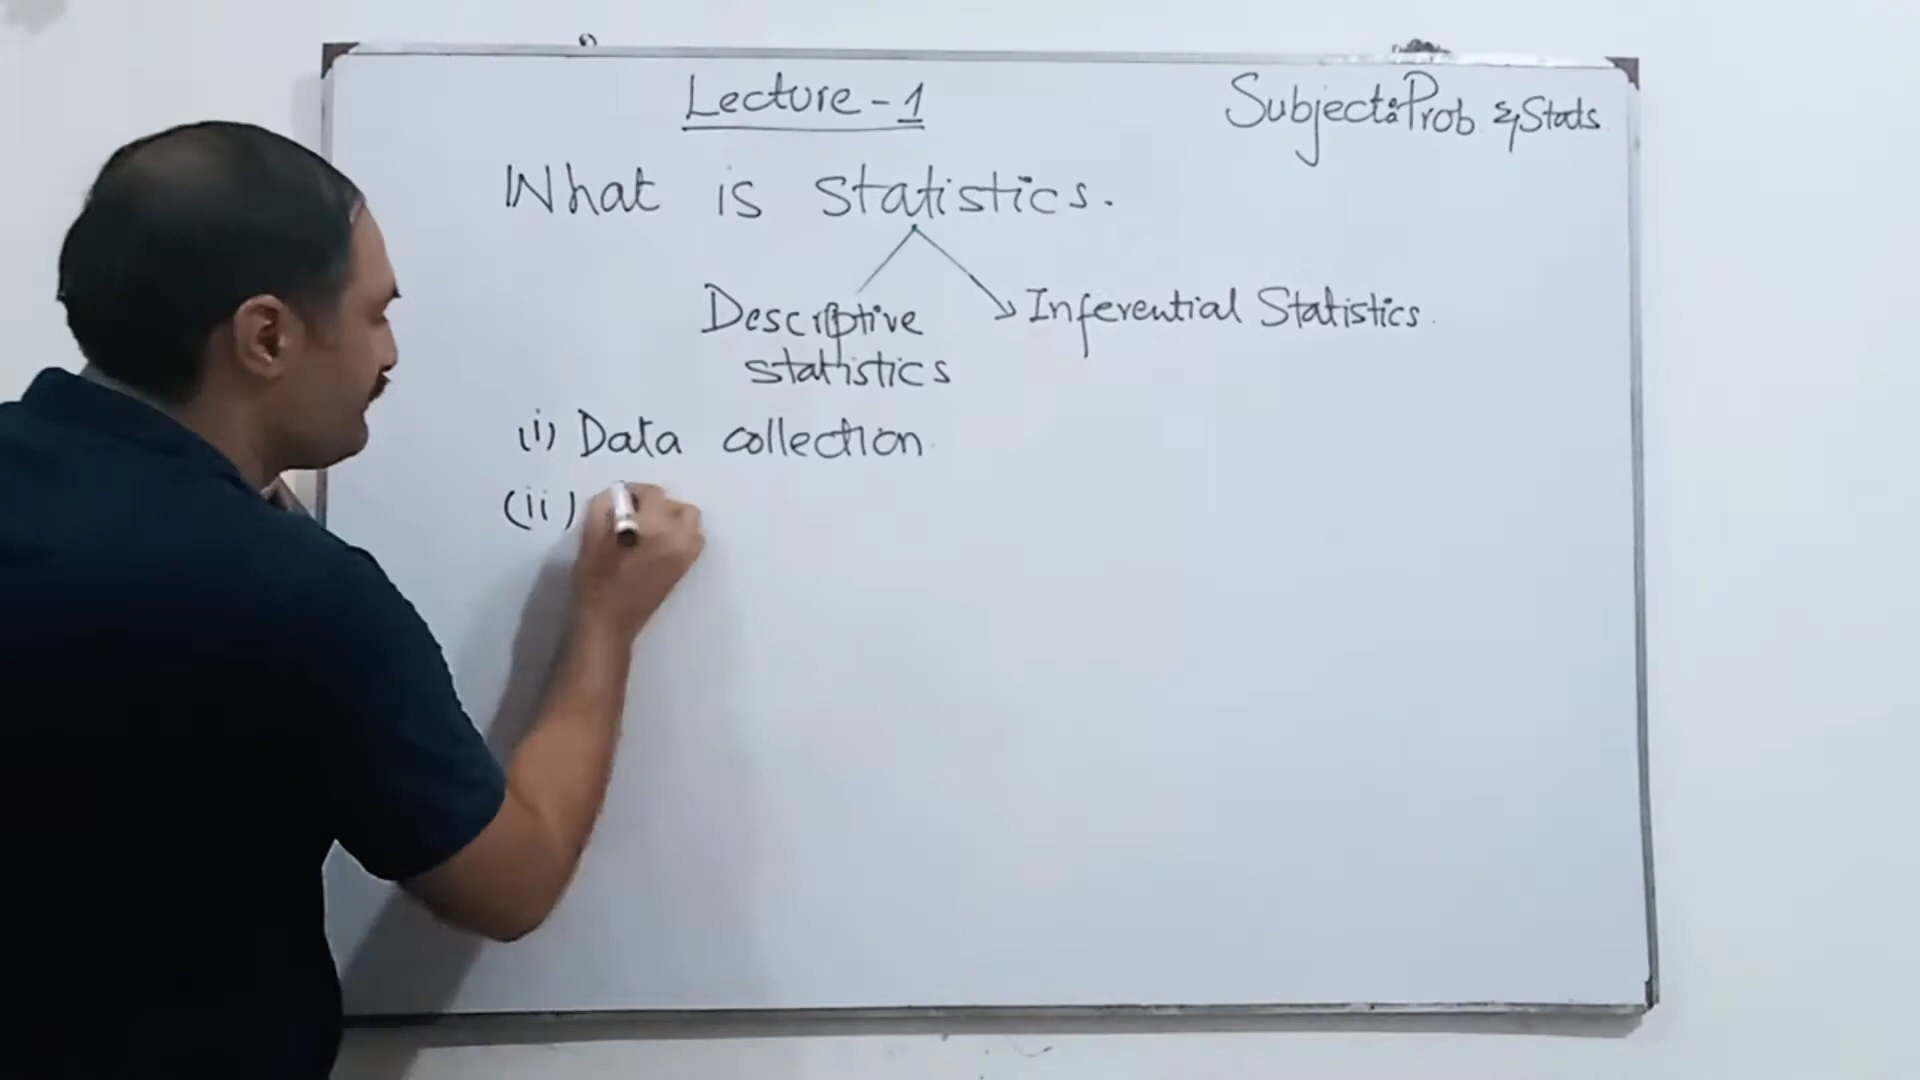 Lecture - 1
Subject: Prob & Stats
What is Statistics.
Descriptive
statistics
Inferential Statistics
(i) Data collection
(ii)